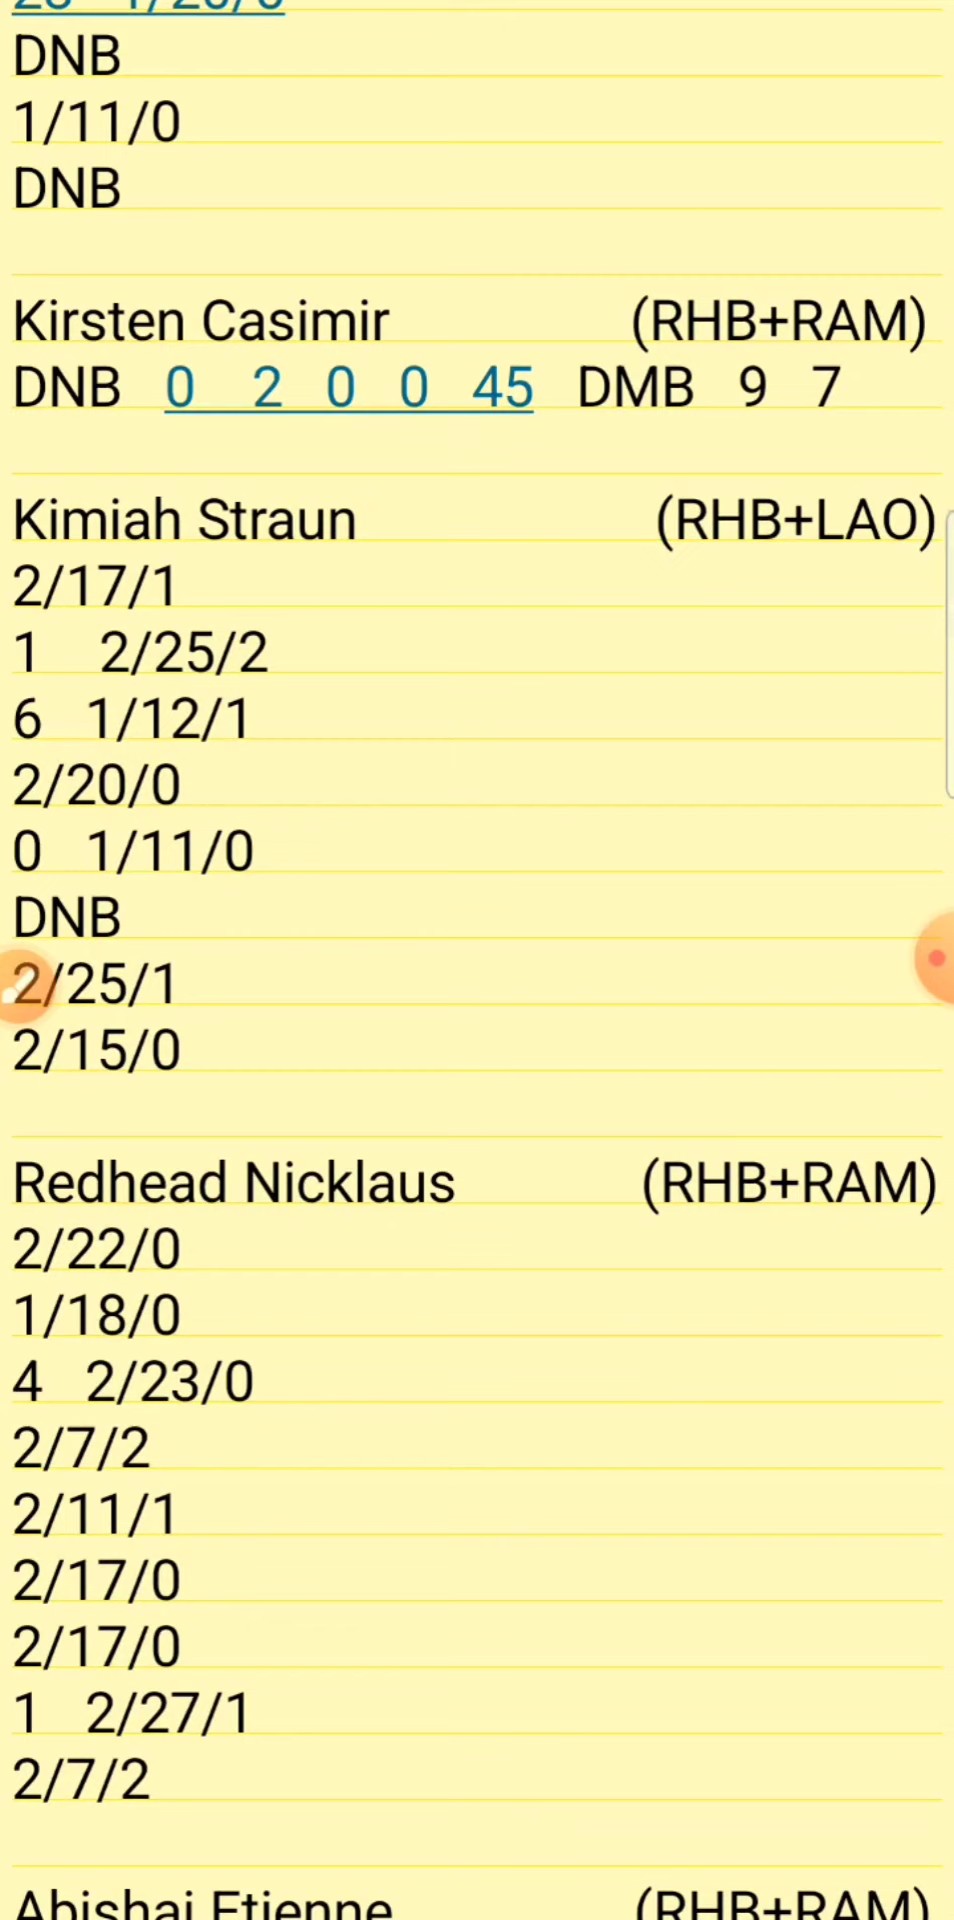 DNB
1/11/0
DNB
Kirsten Casimir (RHB+RAM)
DNB 0 2 0 0 45 DMB 9 7
Kimiah Straun (RHB+LAO)
2/17/1
1 2/25/2
6 1/12/1
2/20/0
0 1/11/0
DNB
2/25/1
2/15/0
Redhead Nicklaus (RHB+RAM)
2/22/0
1/18/0
4 2/23/0
2/7/2
2/11/1
2/17/0
2/17/0
1 2/27/1
2/7/2
Abishai Etienne (RHB+RAM)